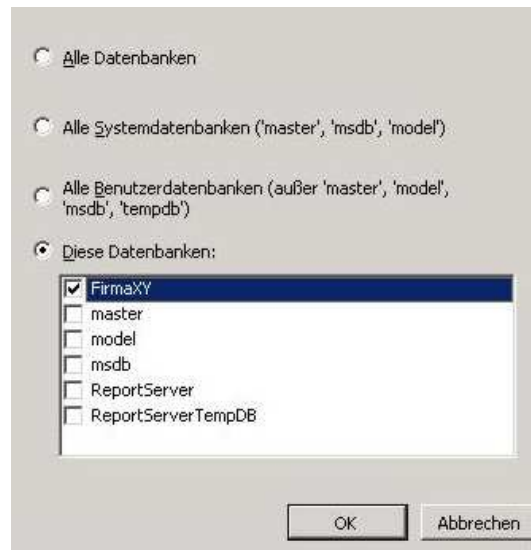 Alle Datenbanken
Alle Systemdatenbanken ('master', 'msdb', 'model')
Alle Benutzerdatenbanken (außer 'master', 'model',
'msdb', 'tempdb')
Diese Datenbanken:
FirmaXY
master
model
msdb
ReportServer
ReportServerTempDB
OK
Abbrechen